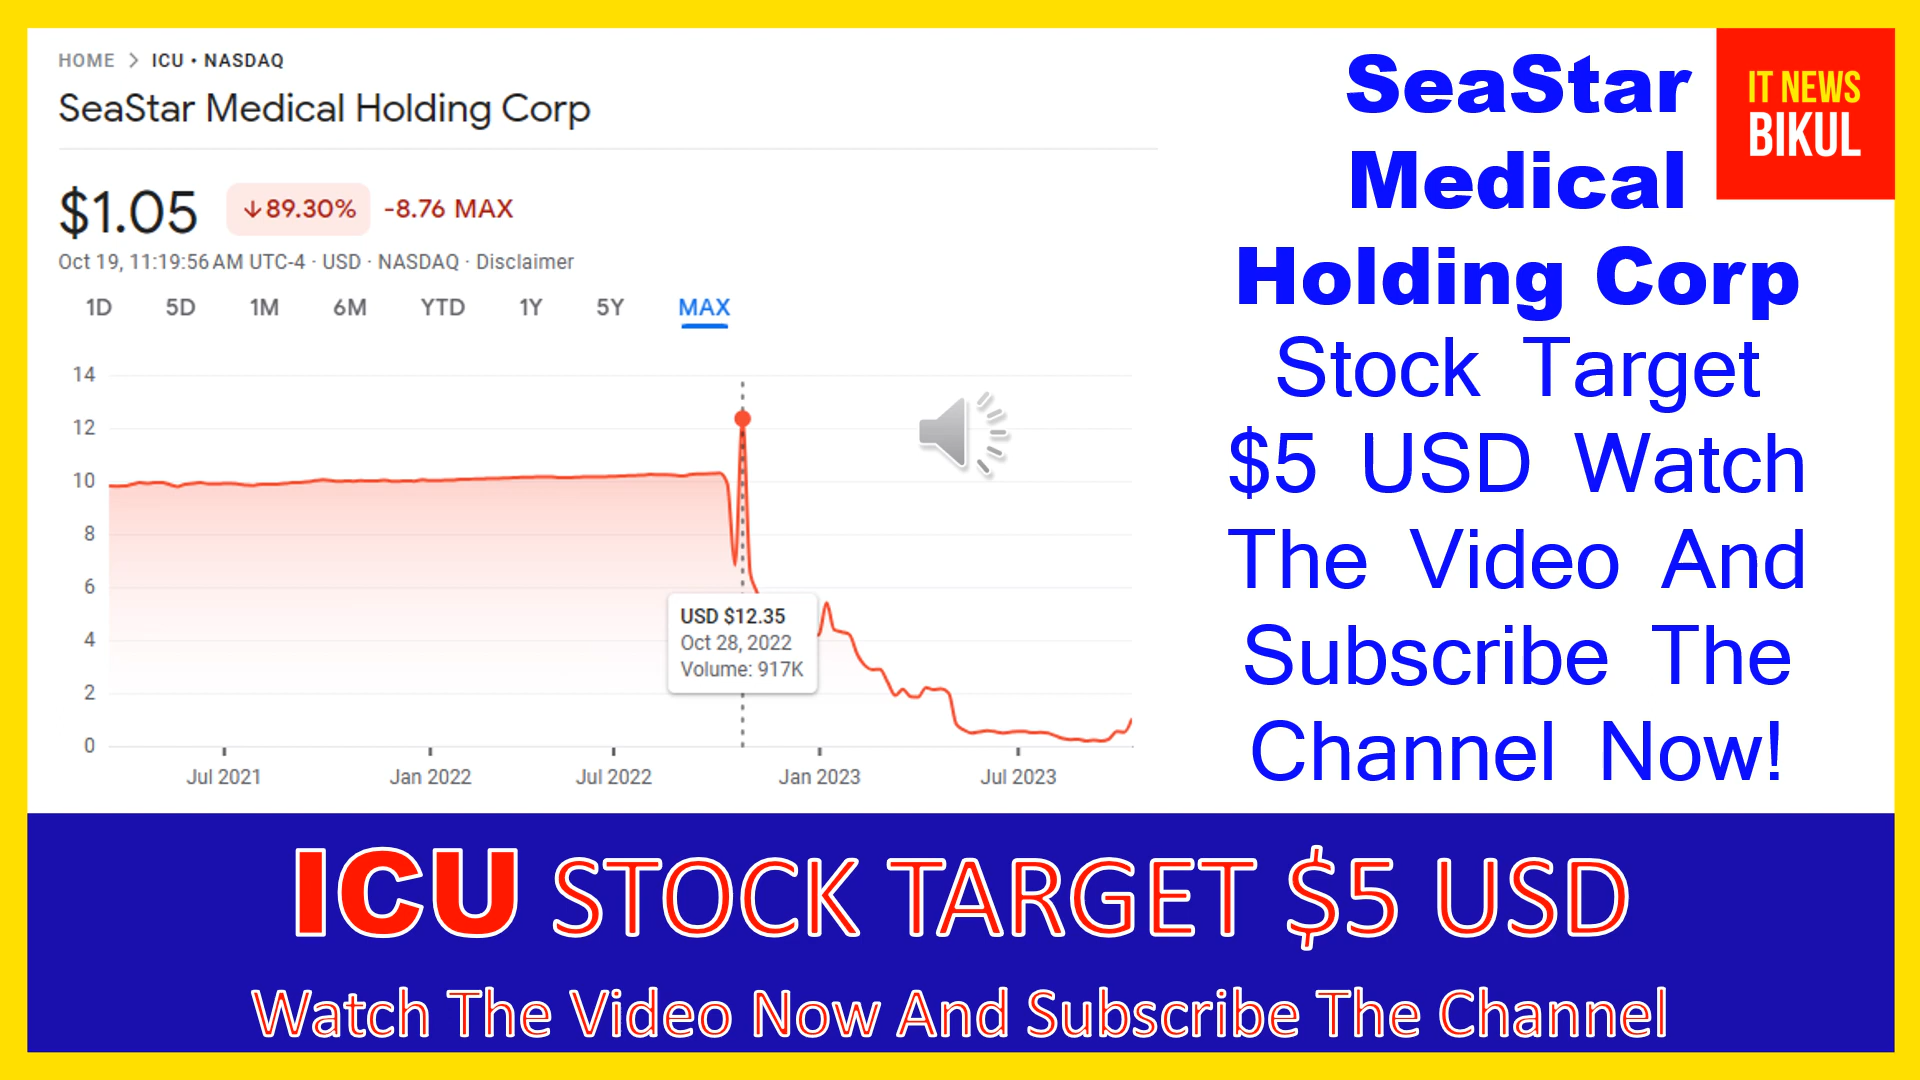 HOME > ICU • NASDAQ
SeaStar Medical Holding Corp
$1.05 ↓89.30% -8.76 MAX
Oct 19, 11:19:56 AM UTC-4 · USD · NASDAQ · Disclaimer
1D 5D 1M 6M YTD 1Y 5Y MAX
14
12
10
8
6
4
2
0
USD $12.35
Oct 28, 2022
Volume: 917K
Jul 2021 Jan 2022 Jul 2022 Jan 2023 Jul 2023
SeaStar
Medical
Holding Corp
Stock Target
$5 USD Watch
The Video And
Subscribe The
Channel Now!
IT NEWS
BIKUL
ICU STOCK TARGET $5 USD
Watch The Video Now And Subscribe The Channel